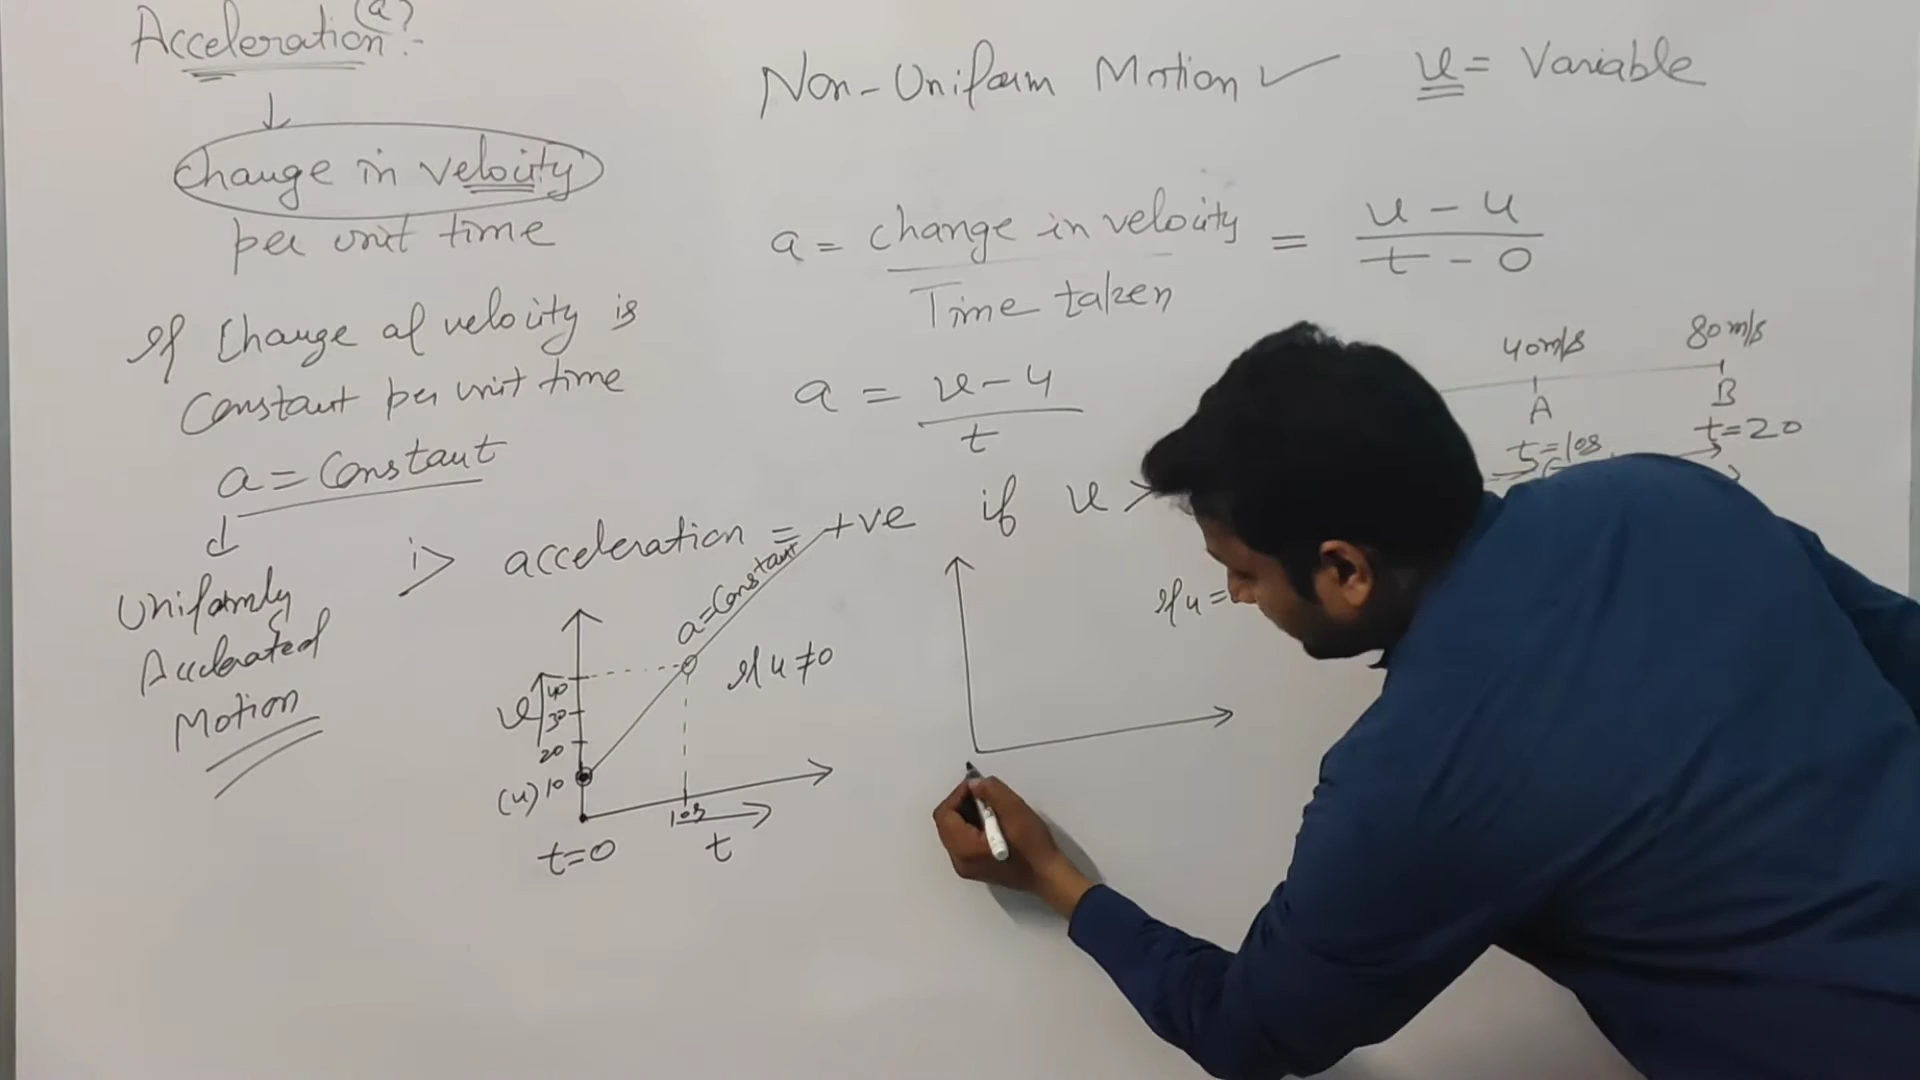 Acceleration (a)?:-
Change in velocity
per unit time
If Change of velocity is
Constant per unit time
a = Constant
Uniformly
Accelerated
Motion
Non-Uniform Motion ✓ v = Variable
a = change in velocity / Time taken = v - u / t - 0
a = v - u / t
40m/s 80m/s
A B
t=10s t=20
i> acceleration = +ve if v >
a=Constant
If u ≠ 0
If u =
v
40
30
20
(u) 10
10s
t=0 t